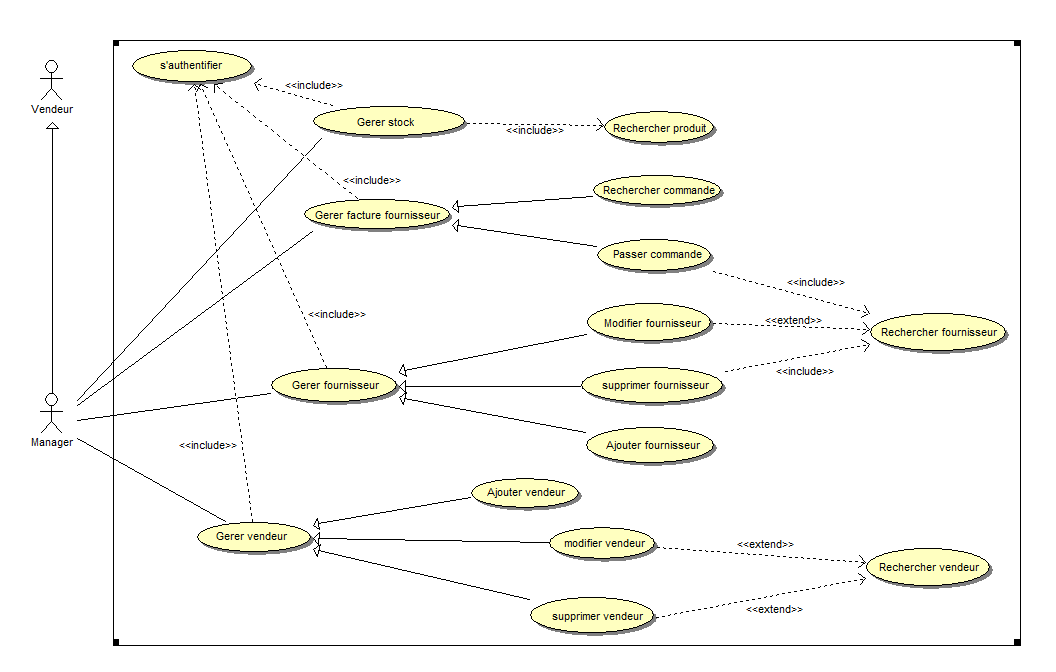 s'authentifier
<<include>>
Vendeur
Gerer stock
<<include>>
Rechercher produit
<<include>>
Rechercher commande
Gerer facture fournisseur
Passer commande
<<include>>
<<include>>
Modifier fournisseur
<<extend>>
Rechercher fournisseur
<<include>>
Gerer fournisseur
supprimer fournisseur
Manager
<<include>>
Ajouter fournisseur
Ajouter vendeur
Gerer vendeur
modifier vendeur
<<extend>>
Rechercher vendeur
<<extend>>
supprimer vendeur